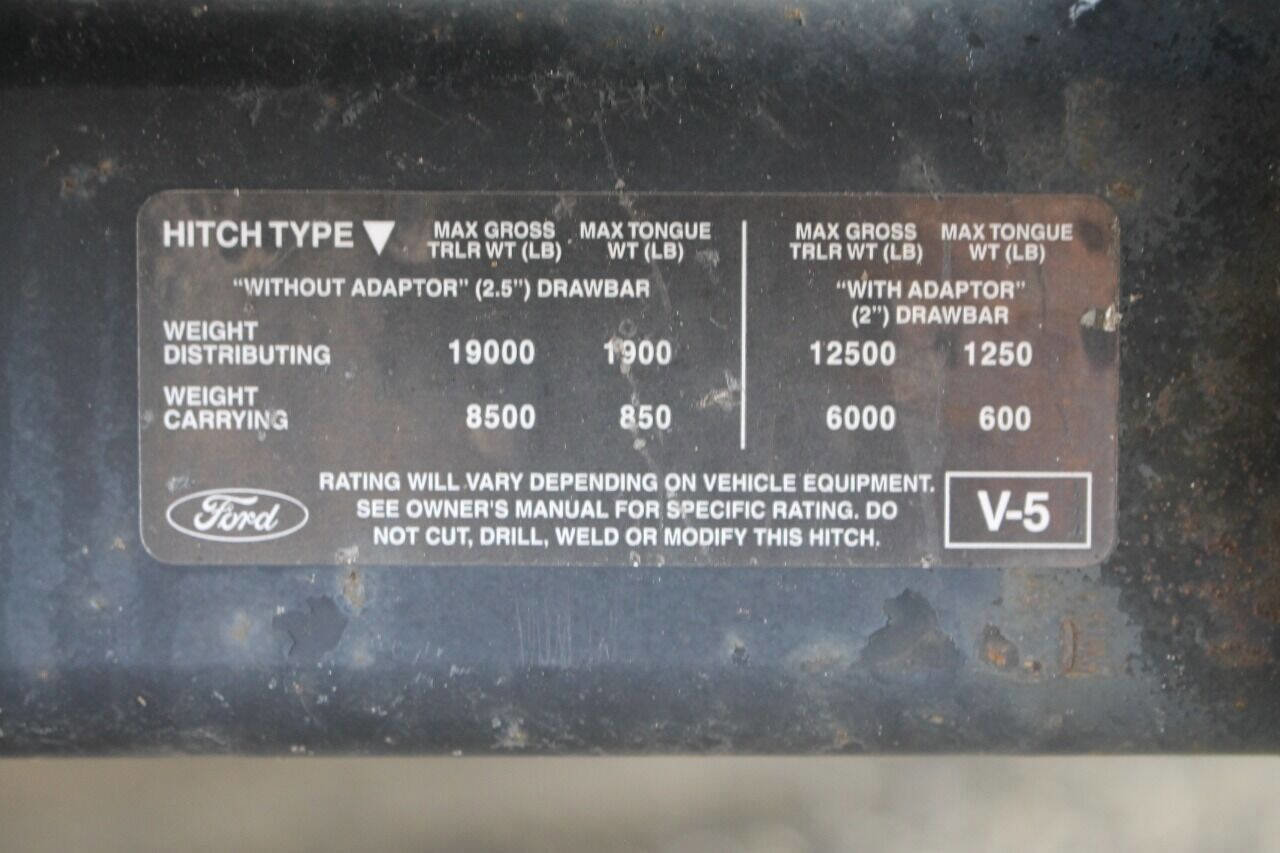 HITCH TYPE ▼ MAX GROSS TRLR WT (LB) MAX TONGUE WT (LB) MAX GROSS TRLR WT (LB) MAX TONGUE WT (LB)
“WITHOUT ADAPTOR” (2.5”) DRAWBAR
“WITH ADAPTOR”
(2”) DRAWBAR
WEIGHT
DISTRIBUTING 19000 1900 12500 1250
WEIGHT
CARRYING 8500 850 6000 600
RATING WILL VARY DEPENDING ON VEHICLE EQUIPMENT.
SEE OWNER'S MANUAL FOR SPECIFIC RATING. DO
NOT CUT, DRILL, WELD OR MODIFY THIS HITCH.
Ford
V-5